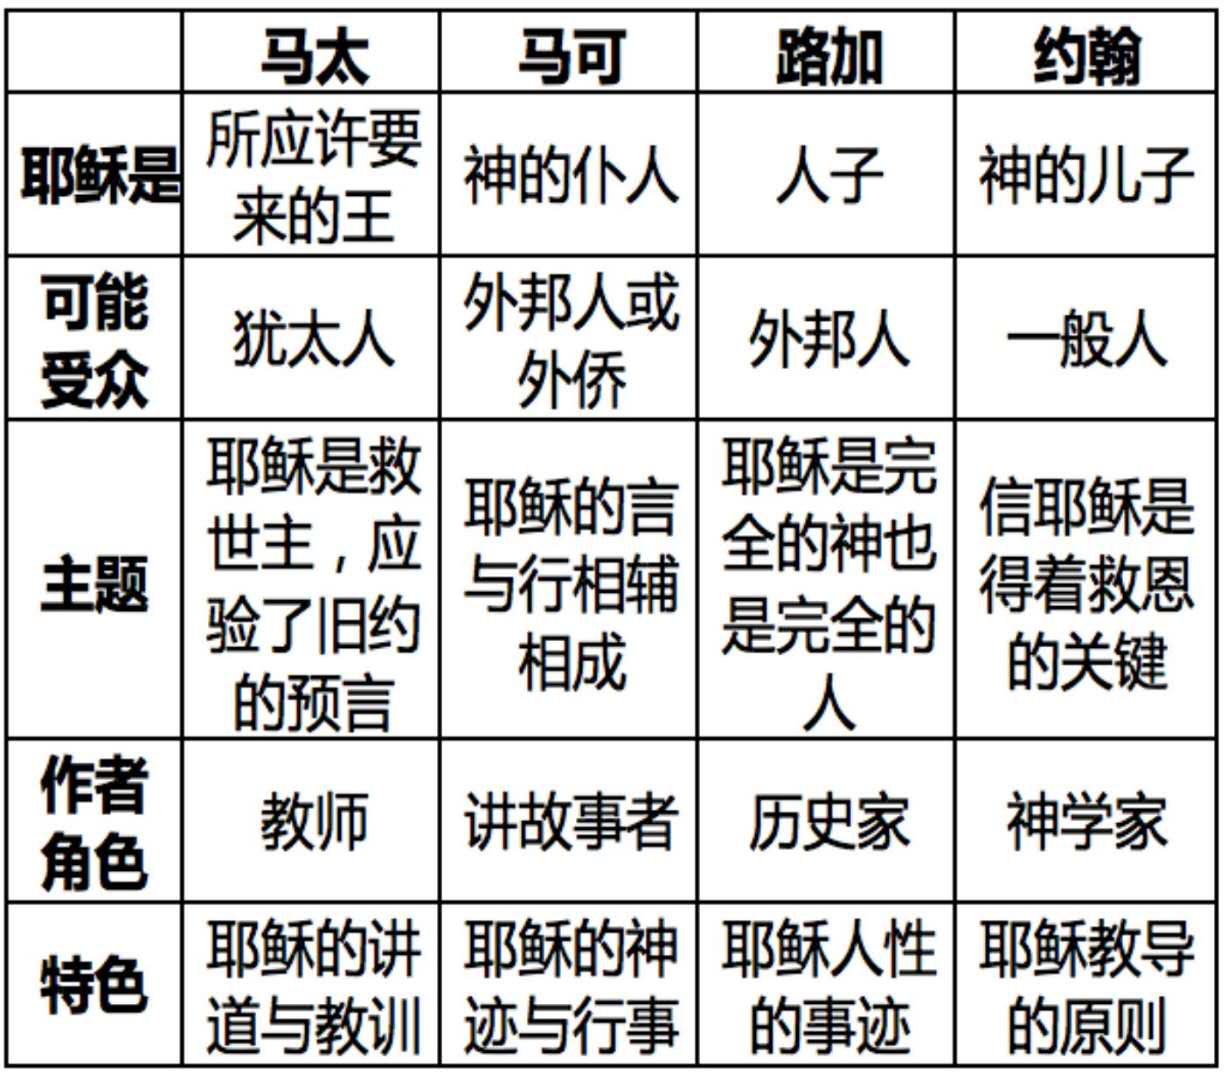 马太 马可 路加 约翰
耶稣是 所应许要来的王 神的仆人 人子 神的儿子
可能受众 犹太人 外邦人或外侨 外邦人 一般人
主题 耶稣是救世主，应验了旧约的预言 耶稣的言与行相辅相成 耶稣是完全的神也是完全的人 信耶稣是得着救恩的关键
作者角色 教师 讲故事者 历史家 神学家
特色 耶稣的讲道与教训 耶稣的神迹与行事 耶稣人性的事迹 耶稣教导的原则